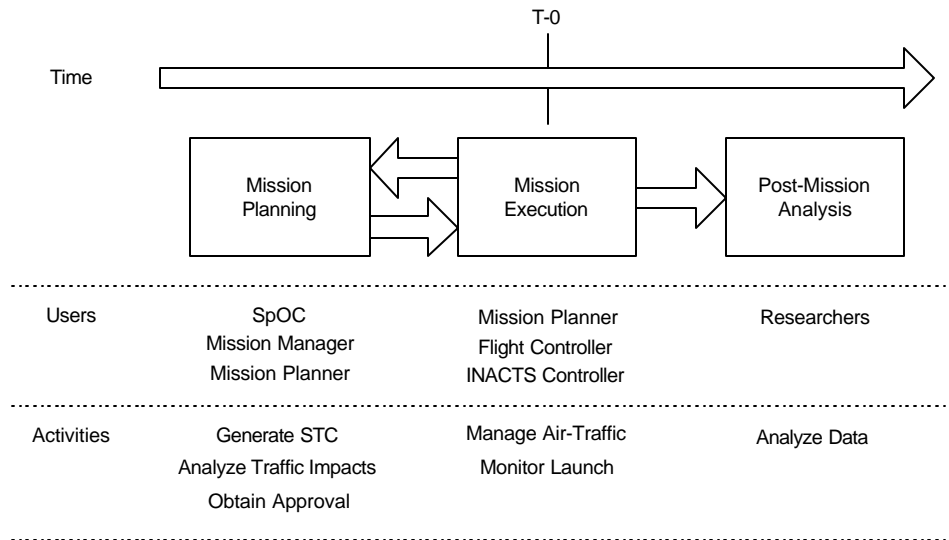 T-0
Time
Mission
Planning
Mission
Execution
Post-Mission
Analysis
Users
SpOC
Mission Manager
Mission Planner
Mission Planner
Flight Controller
INACTS Controller
Researchers
Activities
Generate STC
Analyze Traffic Impacts
Obtain Approval
Manage Air-Traffic
Monitor Launch
Analyze Data